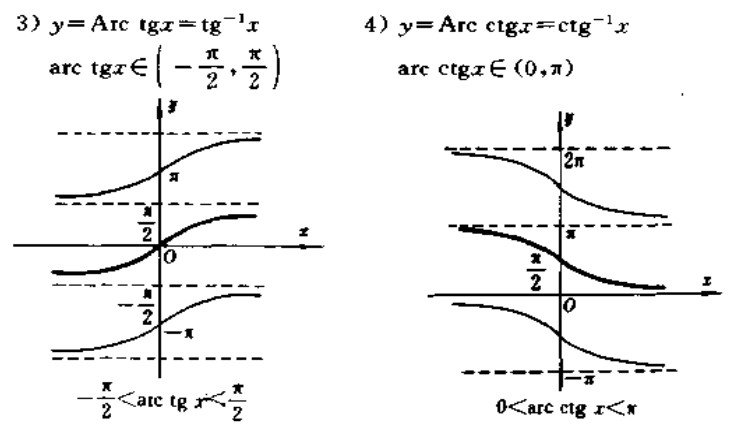 3) y=Arc tgx=tg⁻¹x
arc tgx∈(-π/2, π/2)
y
π
π/2
x
O
-π/2
-π
-π/2<arc tg x<π/2
4) y=Arc ctgx=ctg⁻¹x
arc ctgx∈(0,π)
y
2π
π
π/2
x
O
-π
0<arc ctg x<π